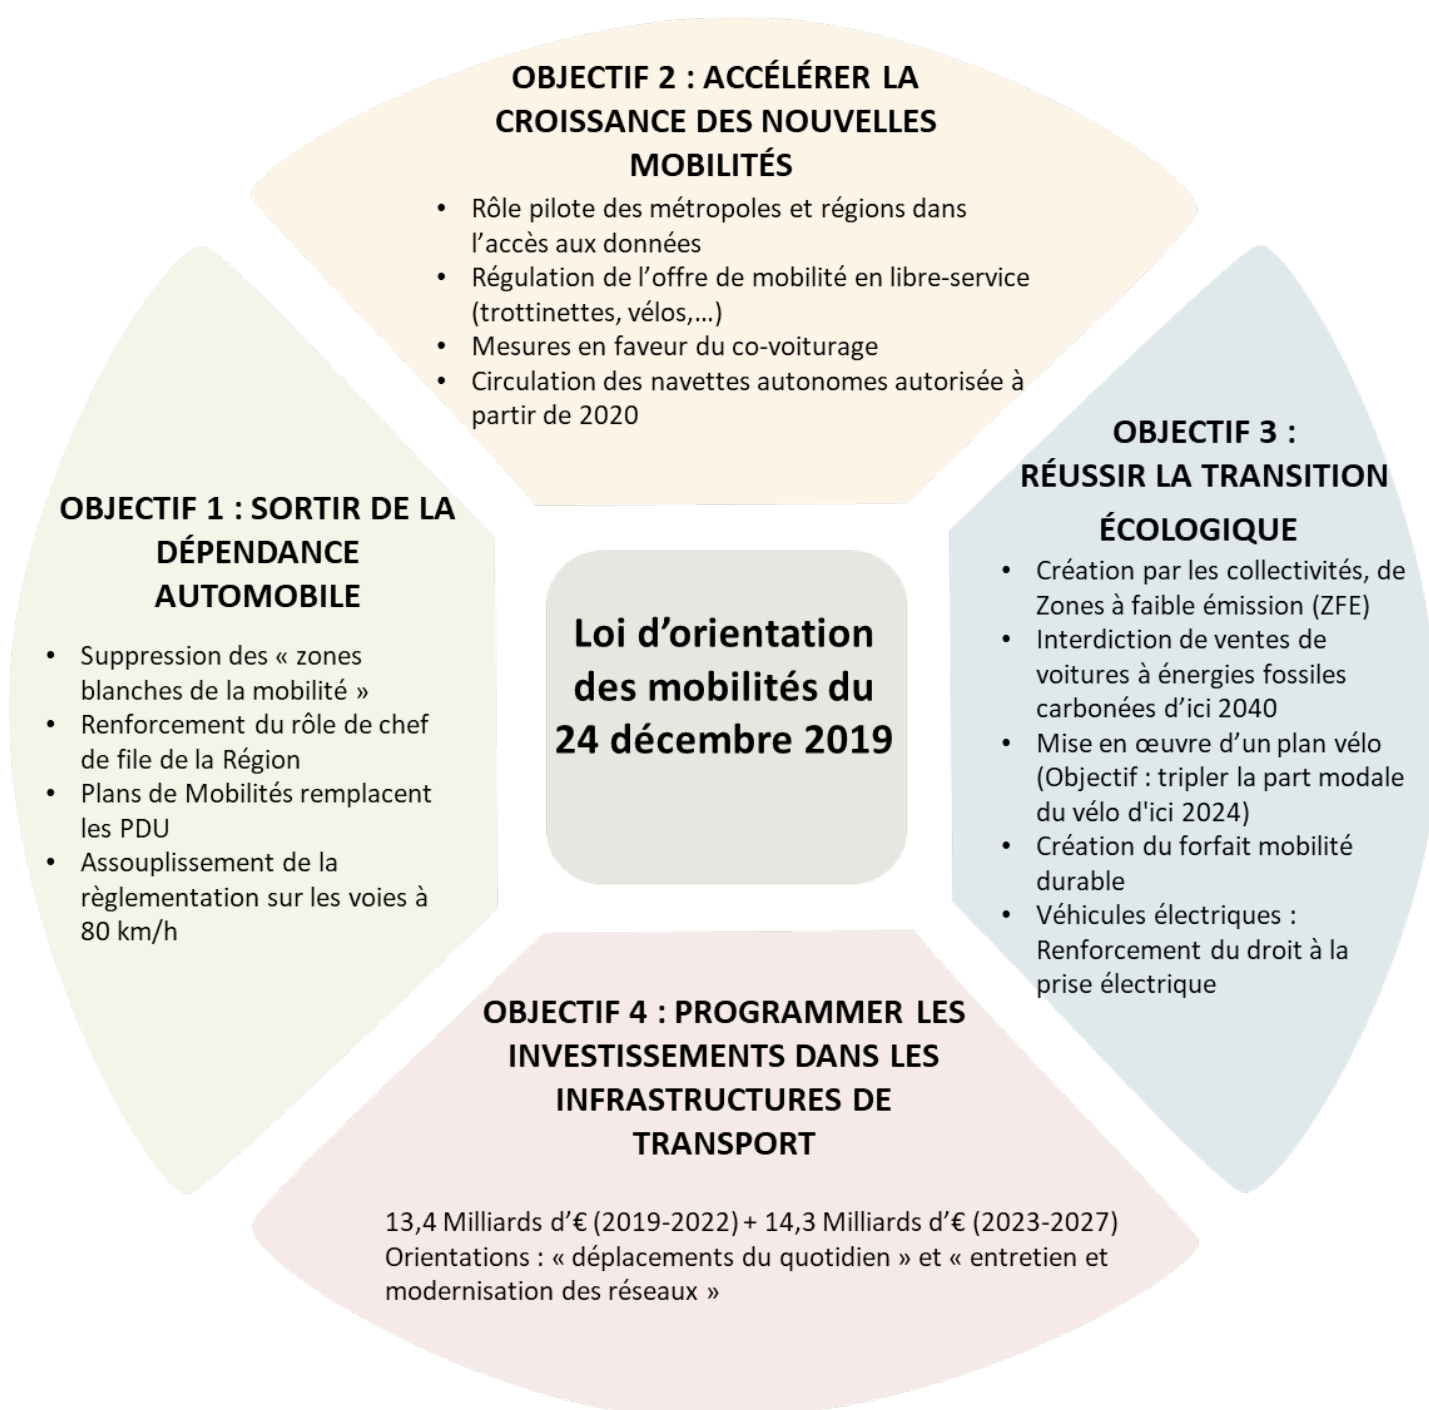 OBJECTIF 2 : ACCÉLÉRER LA
CROISSANCE DES NOUVELLES
MOBILITÉS
• Rôle pilote des métropoles et régions dans
l’accès aux données
• Régulation de l’offre de mobilité en libre-service
(trottinettes, vélos,…)
• Mesures en faveur du co-voiturage
• Circulation des navettes autonomes autorisée à
partir de 2020
OBJECTIF 1 : SORTIR DE LA
DÉPENDANCE
AUTOMOBILE
• Suppression des « zones
blanches de la mobilité »
• Renforcement du rôle de chef
de file de la Région
• Plans de Mobilités remplacent
les PDU
• Assouplissement de la
règlementation sur les voies à
80 km/h
Loi d’orientation
des mobilités du
24 décembre 2019
OBJECTIF 3 :
RÉUSSIR LA TRANSITION
ÉCOLOGIQUE
• Création par les collectivités, de
Zones à faible émission (ZFE)
• Interdiction de ventes de
voitures à énergies fossiles
carbonées d’ici 2040
• Mise en œuvre d’un plan vélo
(Objectif : tripler la part modale
du vélo d'ici 2024)
• Création du forfait mobilité
durable
• Véhicules électriques :
Renforcement du droit à la
prise électrique
OBJECTIF 4 : PROGRAMMER LES
INVESTISSEMENTS DANS LES
INFRASTRUCTURES DE
TRANSPORT
13,4 Milliards d’€ (2019-2022) + 14,3 Milliards d’€ (2023-2027)
Orientations : « déplacements du quotidien » et « entretien et
modernisation des réseaux »